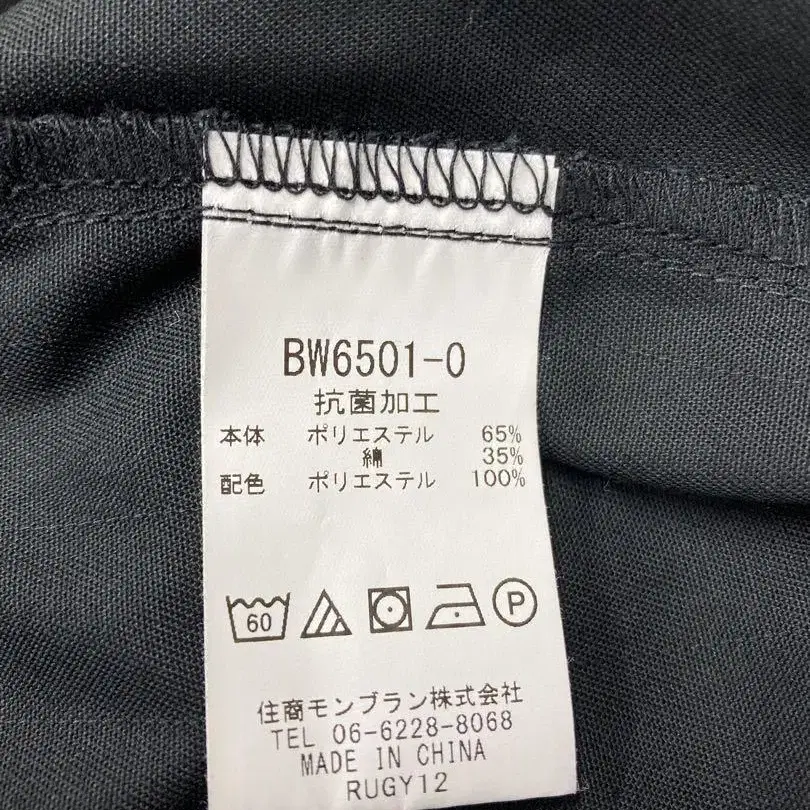 BW6501-0
抗菌加工
本体 ポリエステル 65%
綿 35%
配色 ポリエステル 100%
60 P
住商モンブラン株式会社
TEL 06-6228-8068
MADE IN CHINA
RUGY12